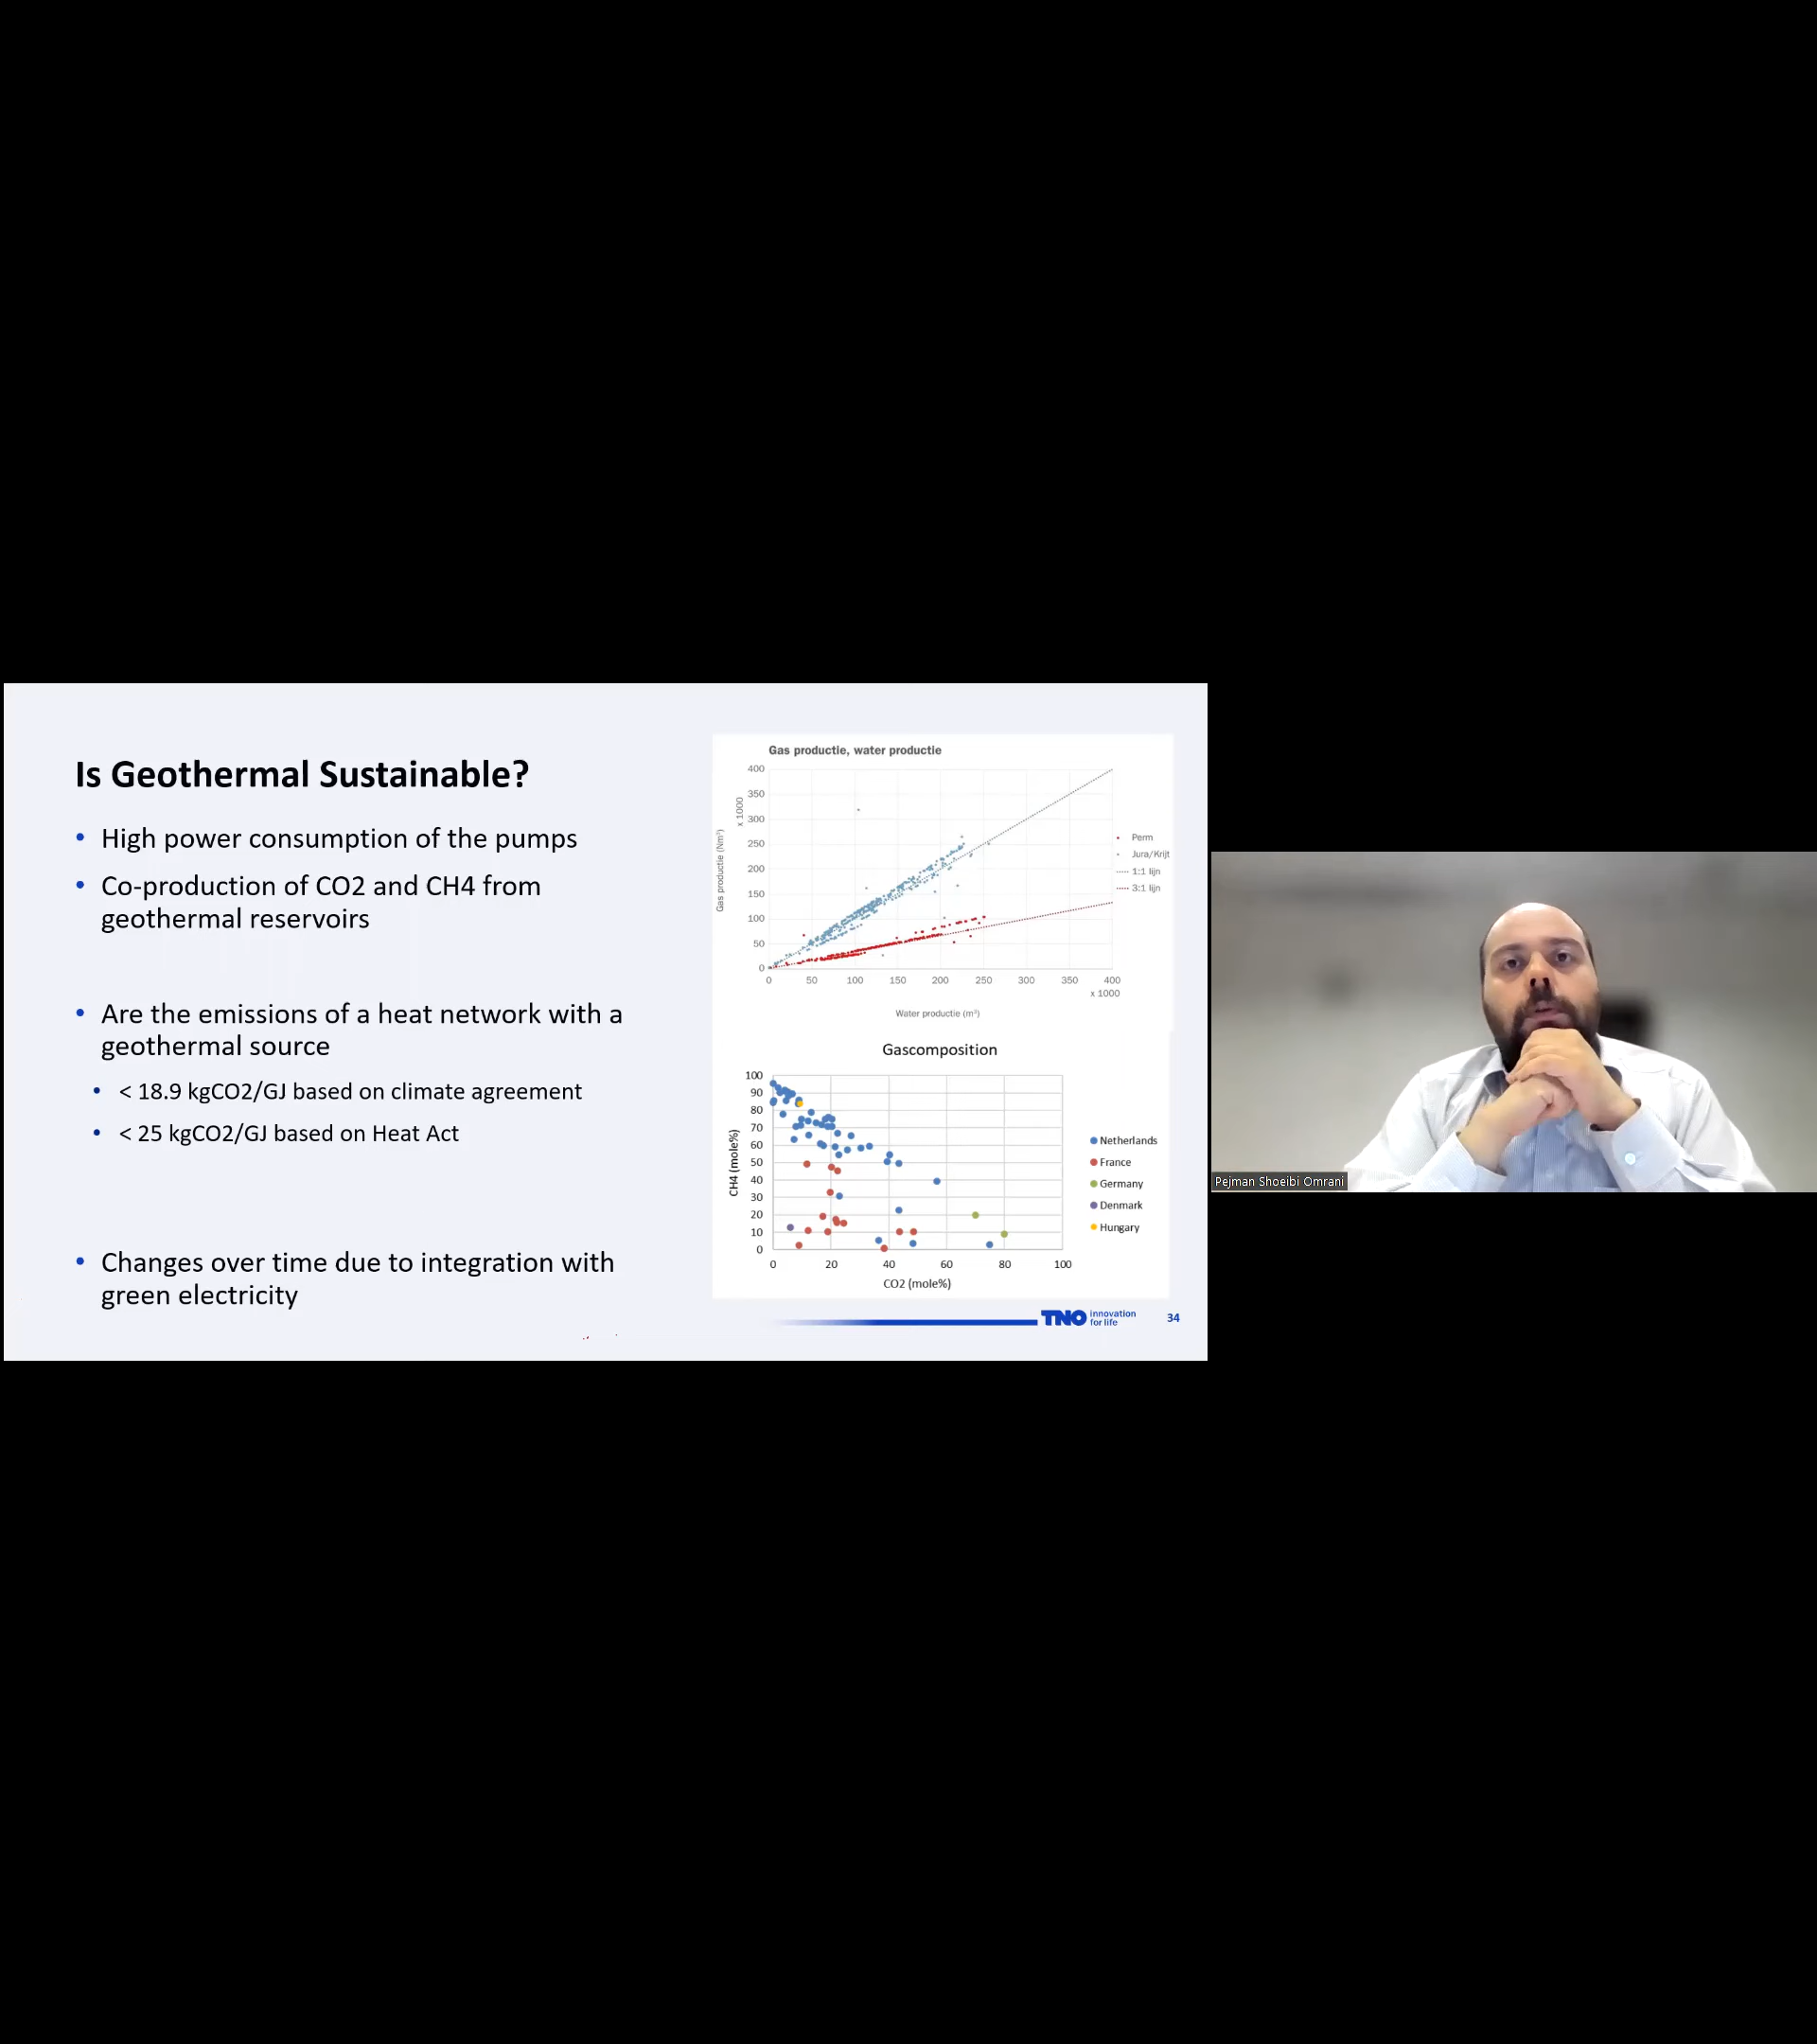 Is Geothermal Sustainable?
• High power consumption of the pumps
• Co-production of CO2 and CH4 from
geothermal reservoirs
• Are the emissions of a heat network with a
geothermal source
• < 18.9 kgCO2/GJ based on climate agreement
• < 25 kgCO2/GJ based on Heat Act
• Changes over time due to integration with
green electricity
Gas productie, water productie
400
350
300
250
200
150
100
50
0
x 1000
Gas productie (Nm³)
0 50 100 150 200 250 300 350 400
x 1000
Water productie (m³)
Perm
Jura/Krijt
1:1 lijn
3:1 lijn
Gascomposition
100
90
80
70
60
50
40
30
20
10
0
CH4 (mole%)
0 20 40 60 80 100
CO2 (mole%)
Netherlands
France
Germany
Denmark
Hungary
TNO innovation
for life
34
Pejman Shoeibi Omrani